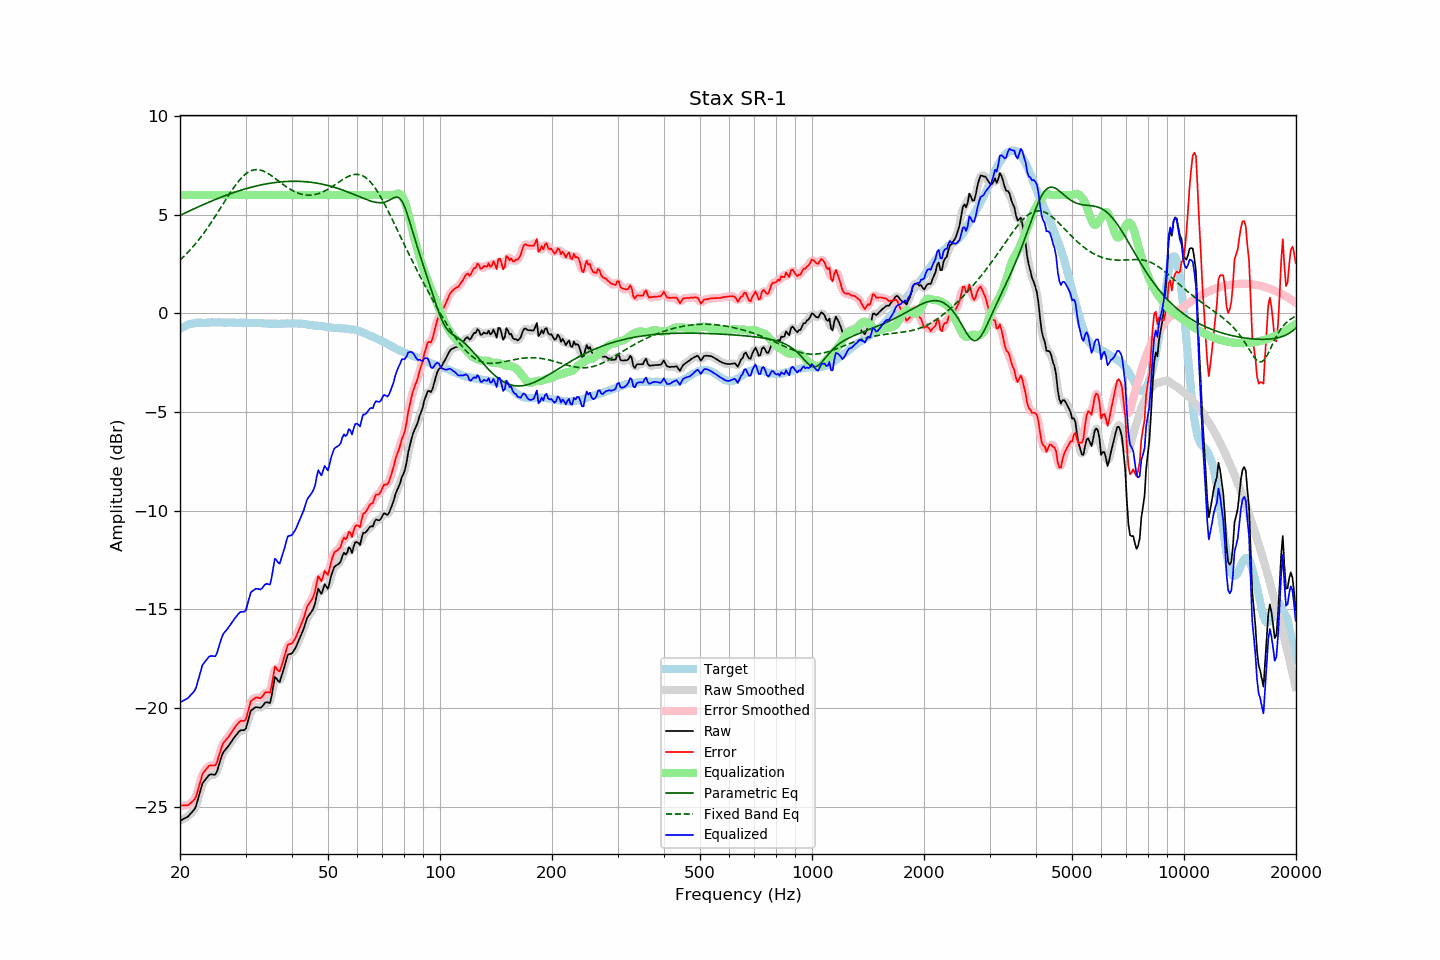 Stax SR-1
10
5
0
−5
−10
−15
−20
−25
Amplitude (dBr)
Target
Raw Smoothed
Error Smoothed
Raw
Error
Equalization
Parametric Eq
Fixed Band Eq
Equalized
20 50 100 200 500 1000 2000 5000 10000 20000
Frequency (Hz)